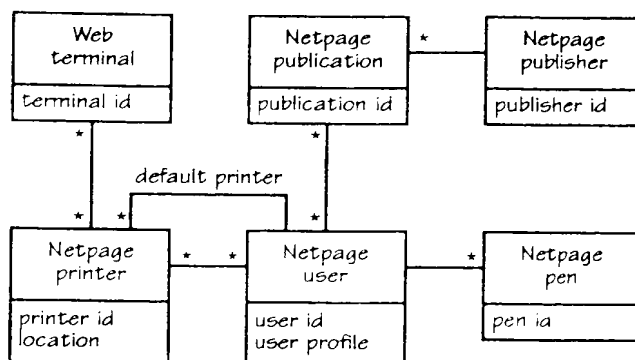 Web
terminal
terminal id
Netpage
publication
publication id
*
Netpage
publisher
publisher id
*
*
default printer
*
*
*
*
Netpage
printer
printer id
location
*
*
Netpage
user
user id
user profile
*
Netpage
pen
pen id